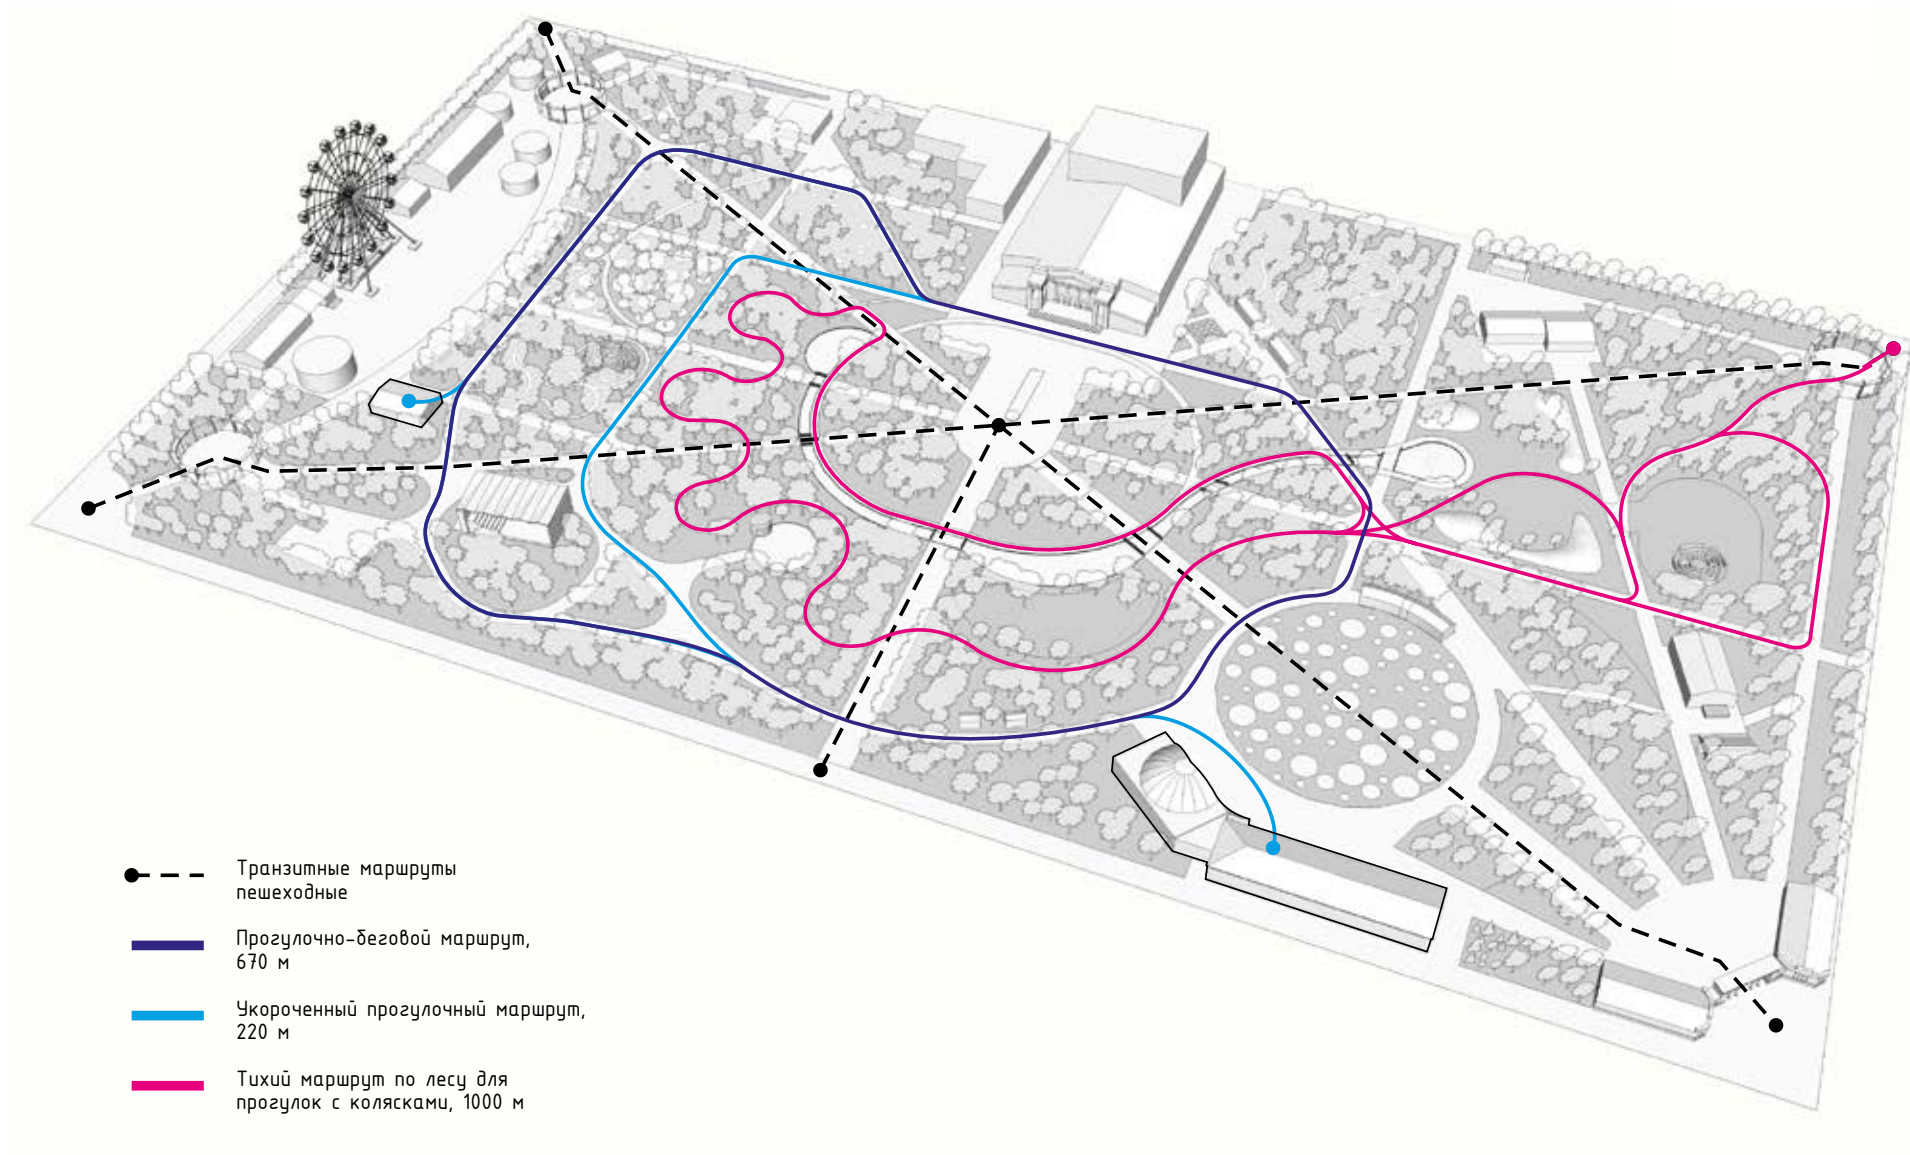 Транзитные маршруты
пешеходные
Прогулочно-беговой маршрут,
670 м
Укороченный прогулочный маршрут,
220 м
Тихий маршрут по лесу для
прогулок с колясками, 1000 м